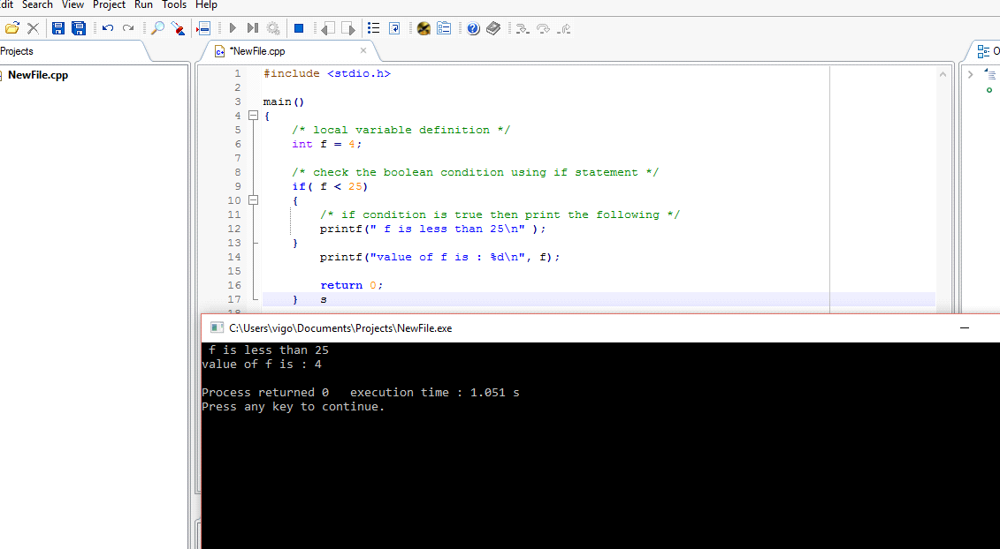 dit Search View Project Run Tools Help
Projects
*NewFile.cpp
NewFile.cpp
1 #include <stdio.h>
2
3 main()
4 {
5 /* local variable definition */
6 int f = 4;
7
8 /* check the boolean condition using if statement */
9 if( f < 25)
10 {
11 /* if condition is true then print the following */
12 printf(" f is less than 25\n" );
13 }
14 printf("value of f is : %d\n", f);
15
16 return 0;
17 } s
18
C:\Users\vigo\Documents\Projects\NewFile.exe
f is less than 25
value of f is : 4
Process returned 0 execution time : 1.051 s
Press any key to continue.